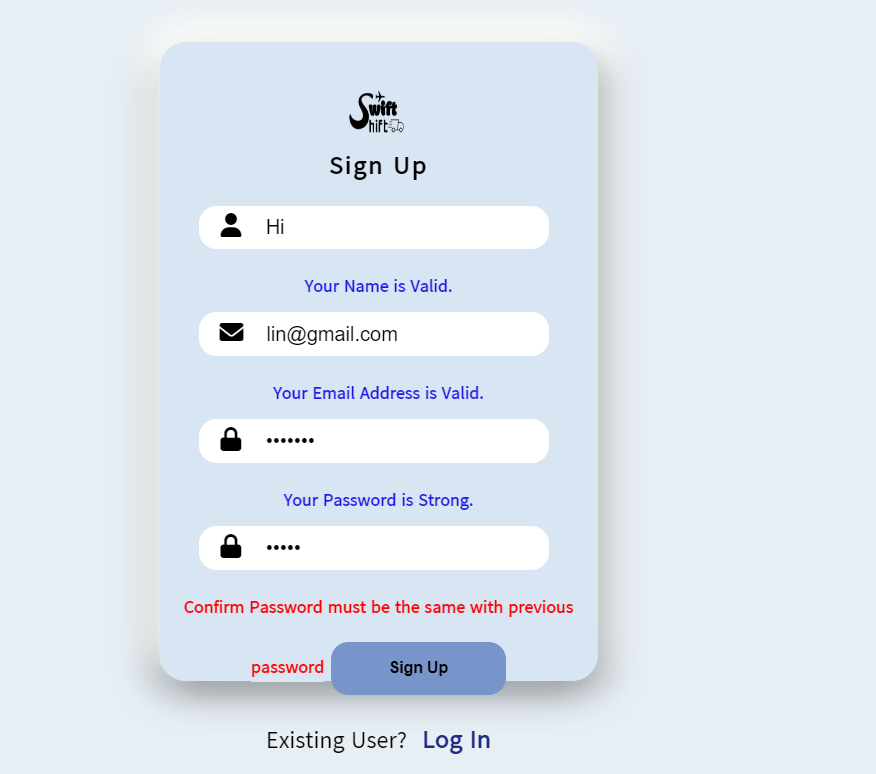 Swift
hift
Sign Up
Hi
Your Name is Valid.
lin@gmail.com
Your Email Address is Valid.
•••••••
Your Password is Strong.
•••••
Confirm Password must be the same with previous
password Sign Up
Existing User? Log In